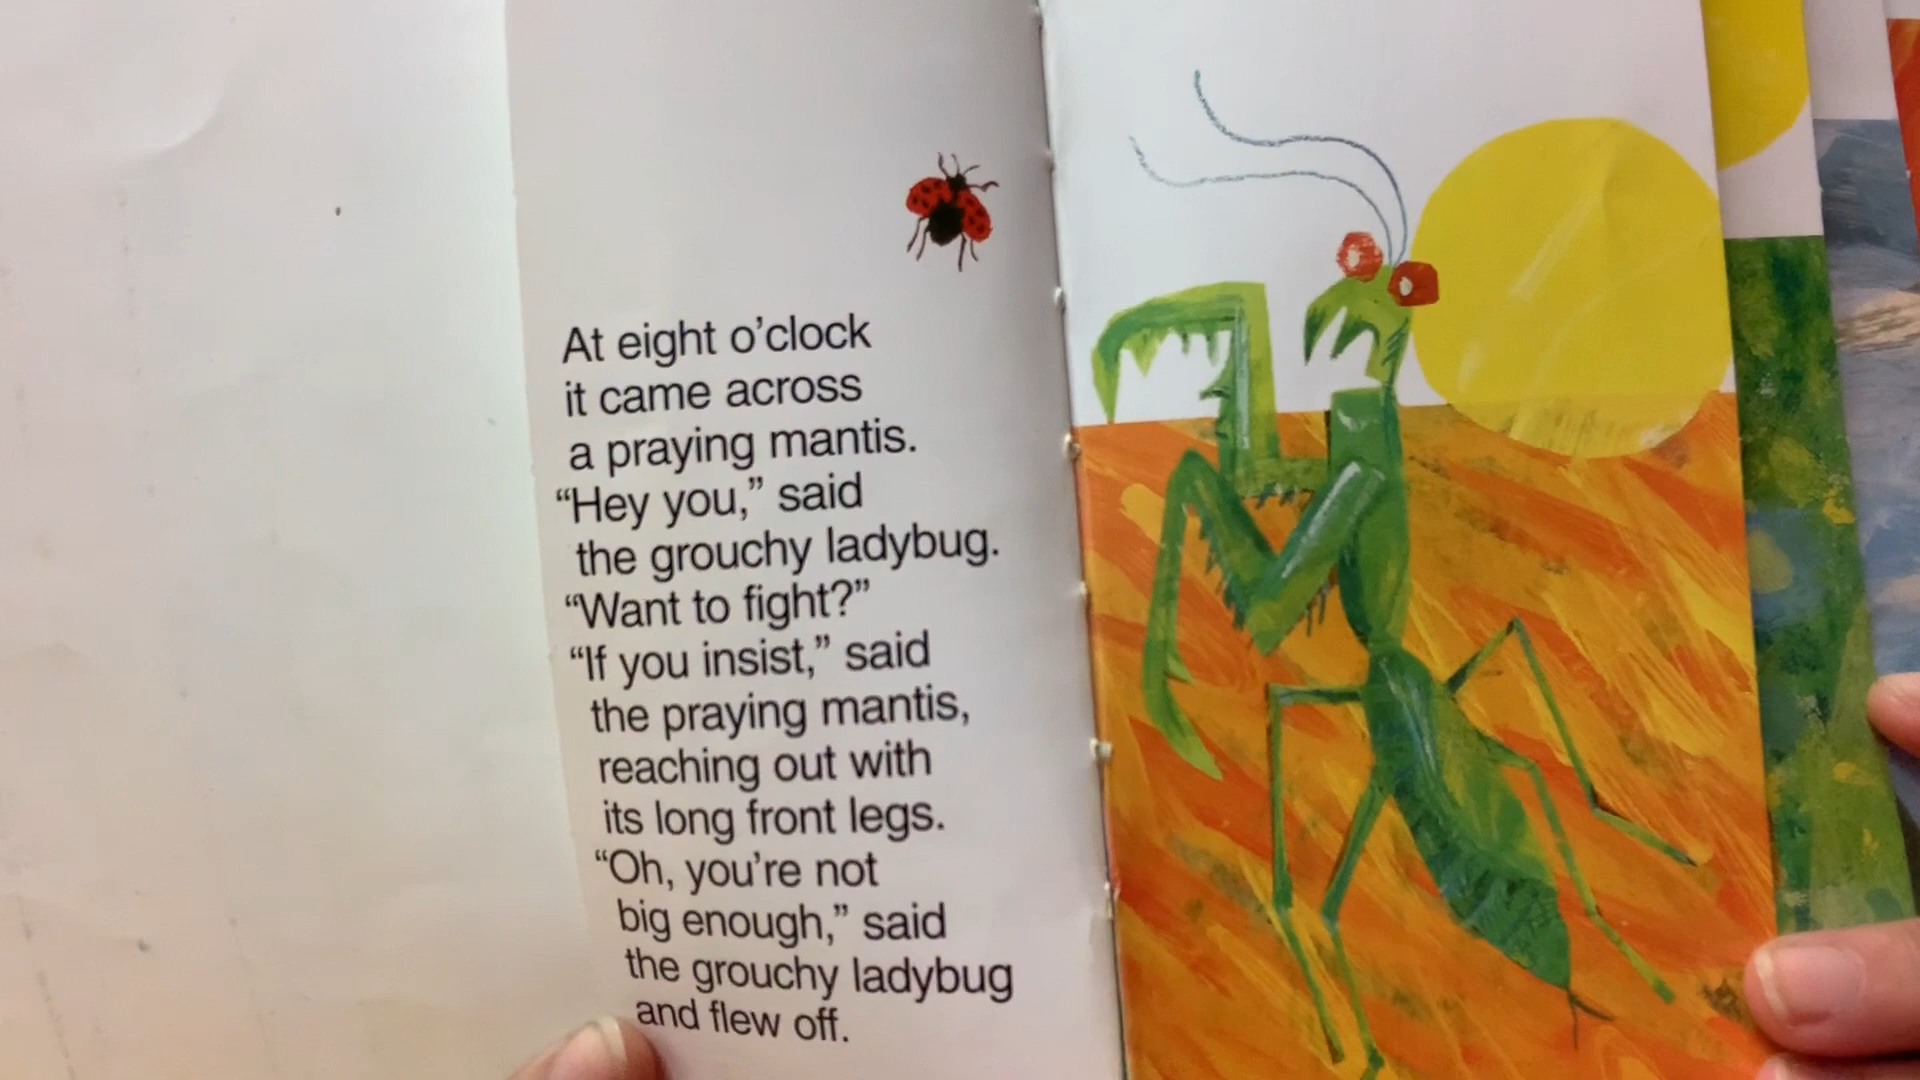 At eight o’clock
it came across
a praying mantis.
“Hey you,” said
the grouchy ladybug.
“Want to fight?”
“If you insist,” said
the praying mantis,
reaching out with
its long front legs.
“Oh, you’re not
big enough,” said
the grouchy ladybug
and flew off.